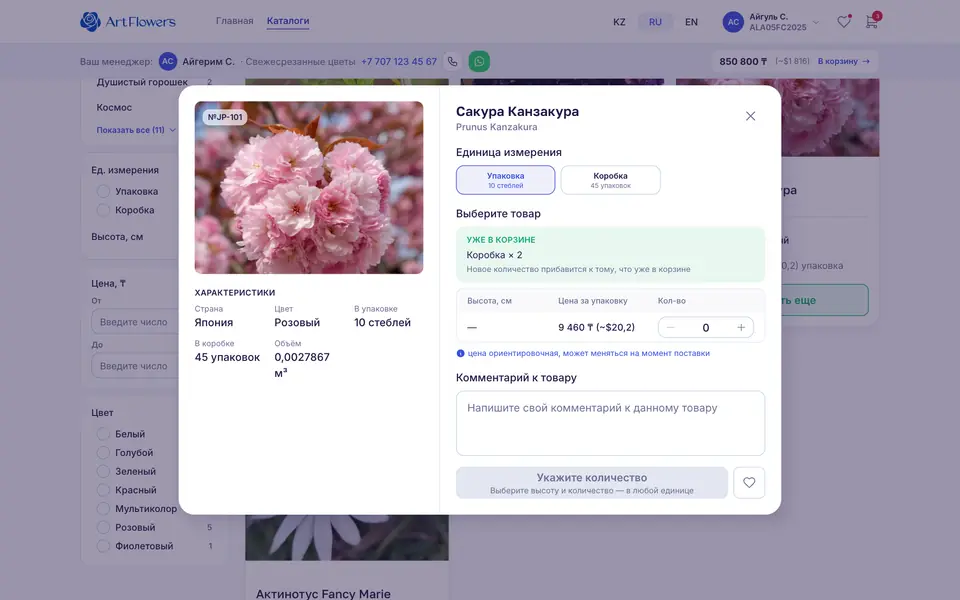 ArtFlowers
Главная
Каталоги
KZ
RU
EN
АС
Айгуль С.
ALA05FC2025
3
Ваш менеджер:
АС
Айгерим С.
· Свежесрезанные цветы
+7 707 123 45 67
850 800 ₸
(~$1 816)
В корзину →
Душистый горошек 2
Космос
Показать все (11)
Ед. измерения
Упаковка
Коробка
Высота, см
Цена, ₸
От
Введите число
До
Введите число
Цвет
Белый
Голубой
Зеленый
Красный
Мультиколор
Розовый 5
Фиолетовый 1
№JP-101
ХАРАКТЕРИСТИКИ
Страна
Япония
Цвет
Розовый
В упаковке
10 стеблей
В коробке
45 упаковок
Объём
0,0027867
м³
Сакура Канзакура
Prunus Kanzakura
Единица измерения
Упаковка
10 стеблей
Коробка
45 упаковок
Выберите товар
УЖЕ В КОРЗИНЕ
Коробка × 2
Новое количество прибавится к тому, что уже в корзине
Высота, см
Цена за упаковку
Кол-во
—
9 460 ₸ (~$20,2)
− 0 +
цена ориентировочная, может меняться на момент поставки
Комментарий к товару
Напишите свой комментарий к данному товару
Укажите количество
Выберите высоту и количество — в любой единице
упаковка
еще
Актинотус Fancy Marie